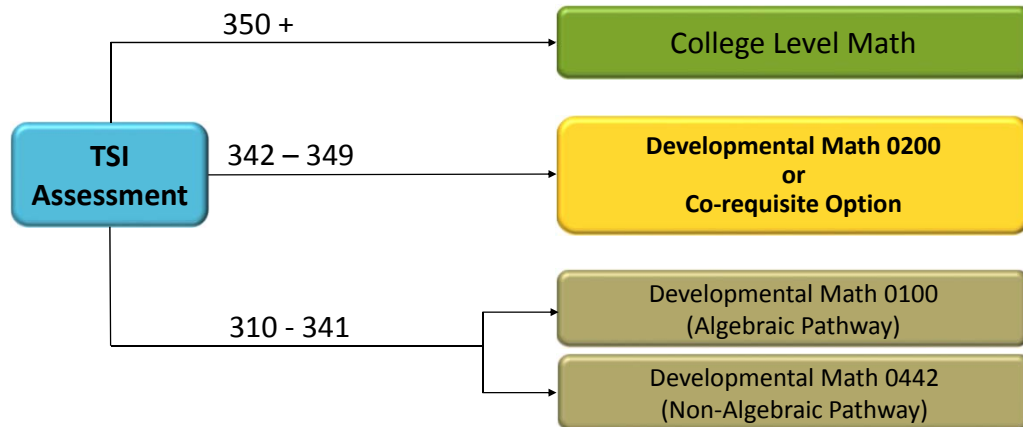 350 +
College Level Math
TSI
Assessment
342 – 349
Developmental Math 0200
or
Co-requisite Option
310 - 341
Developmental Math 0100
(Algebraic Pathway)
Developmental Math 0442
(Non-Algebraic Pathway)